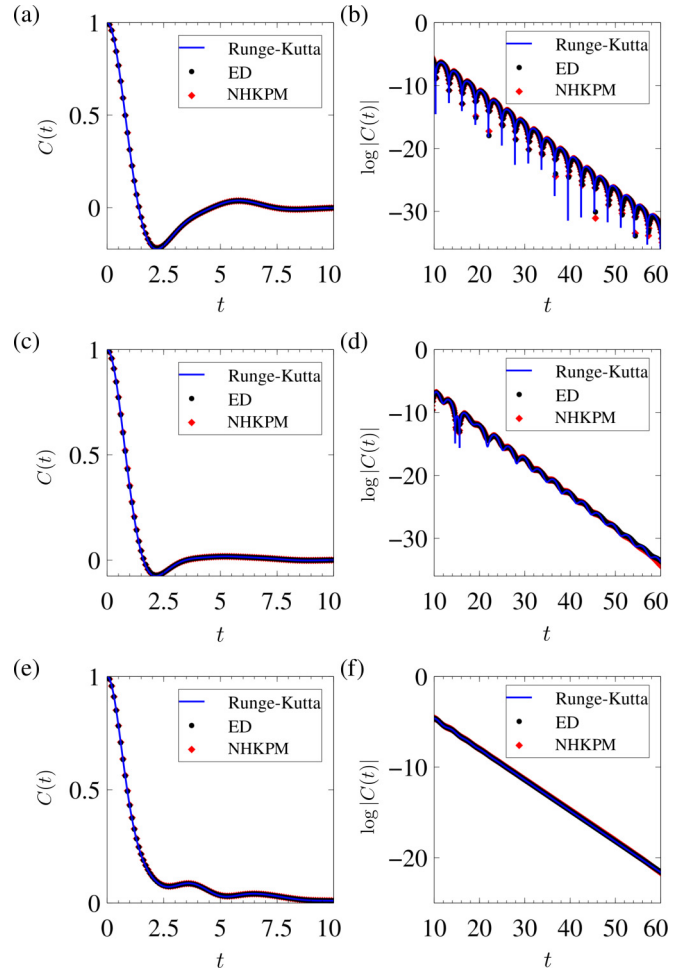 (a)
1
0.5
0
C(t)
0
2.5
5
7.5
10
t
Runge-Kutta
ED
NHKPM
(b)
0
−10
−20
−30
log|C(t)|
10
20
30
40
50
60
t
Runge-Kutta
ED
NHKPM
(c)
1
0.5
0
C(t)
0
2.5
5
7.5
10
t
Runge-Kutta
ED
NHKPM
(d)
0
−10
−20
−30
log|C(t)|
10
20
30
40
50
60
t
Runge-Kutta
ED
NHKPM
(e)
1
0.5
0
C(t)
0
2.5
5
7.5
10
t
Runge-Kutta
ED
NHKPM
(f)
0
−10
−20
log|C(t)|
10
20
30
40
50
60
t
Runge-Kutta
ED
NHKPM